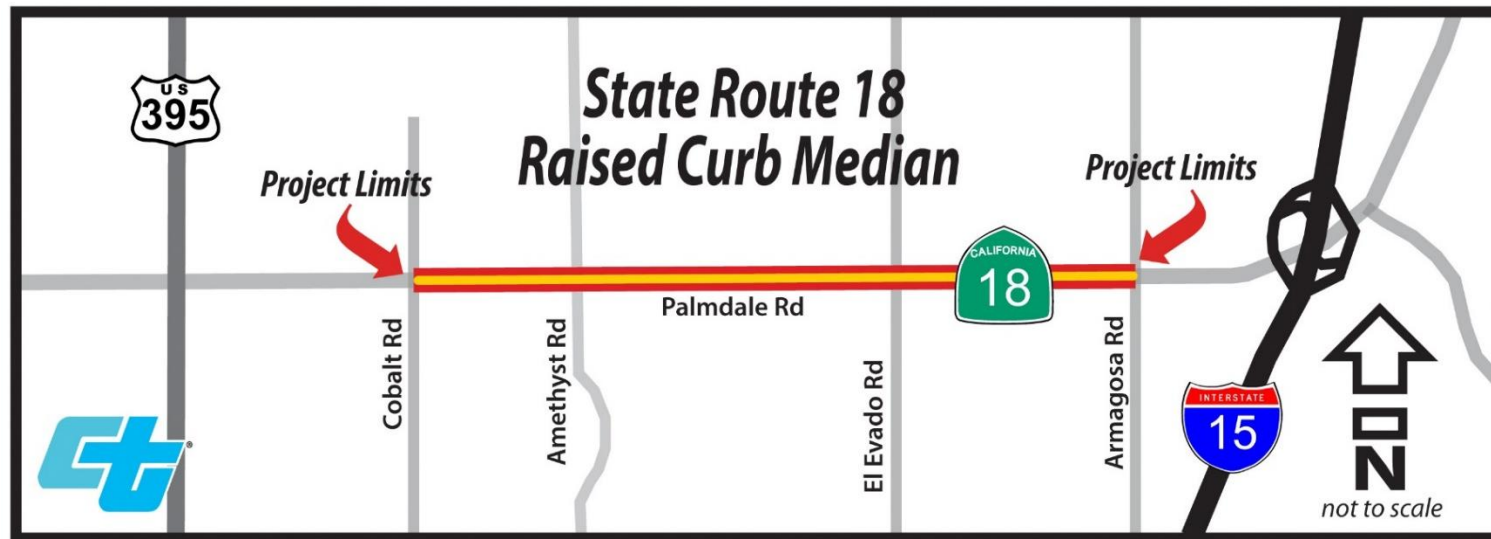 US
395
State Route 18
Raised Curb Median
Project Limits
Project Limits
CALIFORNIA
18
Palmdale Rd
Cobalt Rd
Amethyst Rd
El Evado Rd
Armagosa Rd
INTERSTATE
15
N
not to scale
ct®